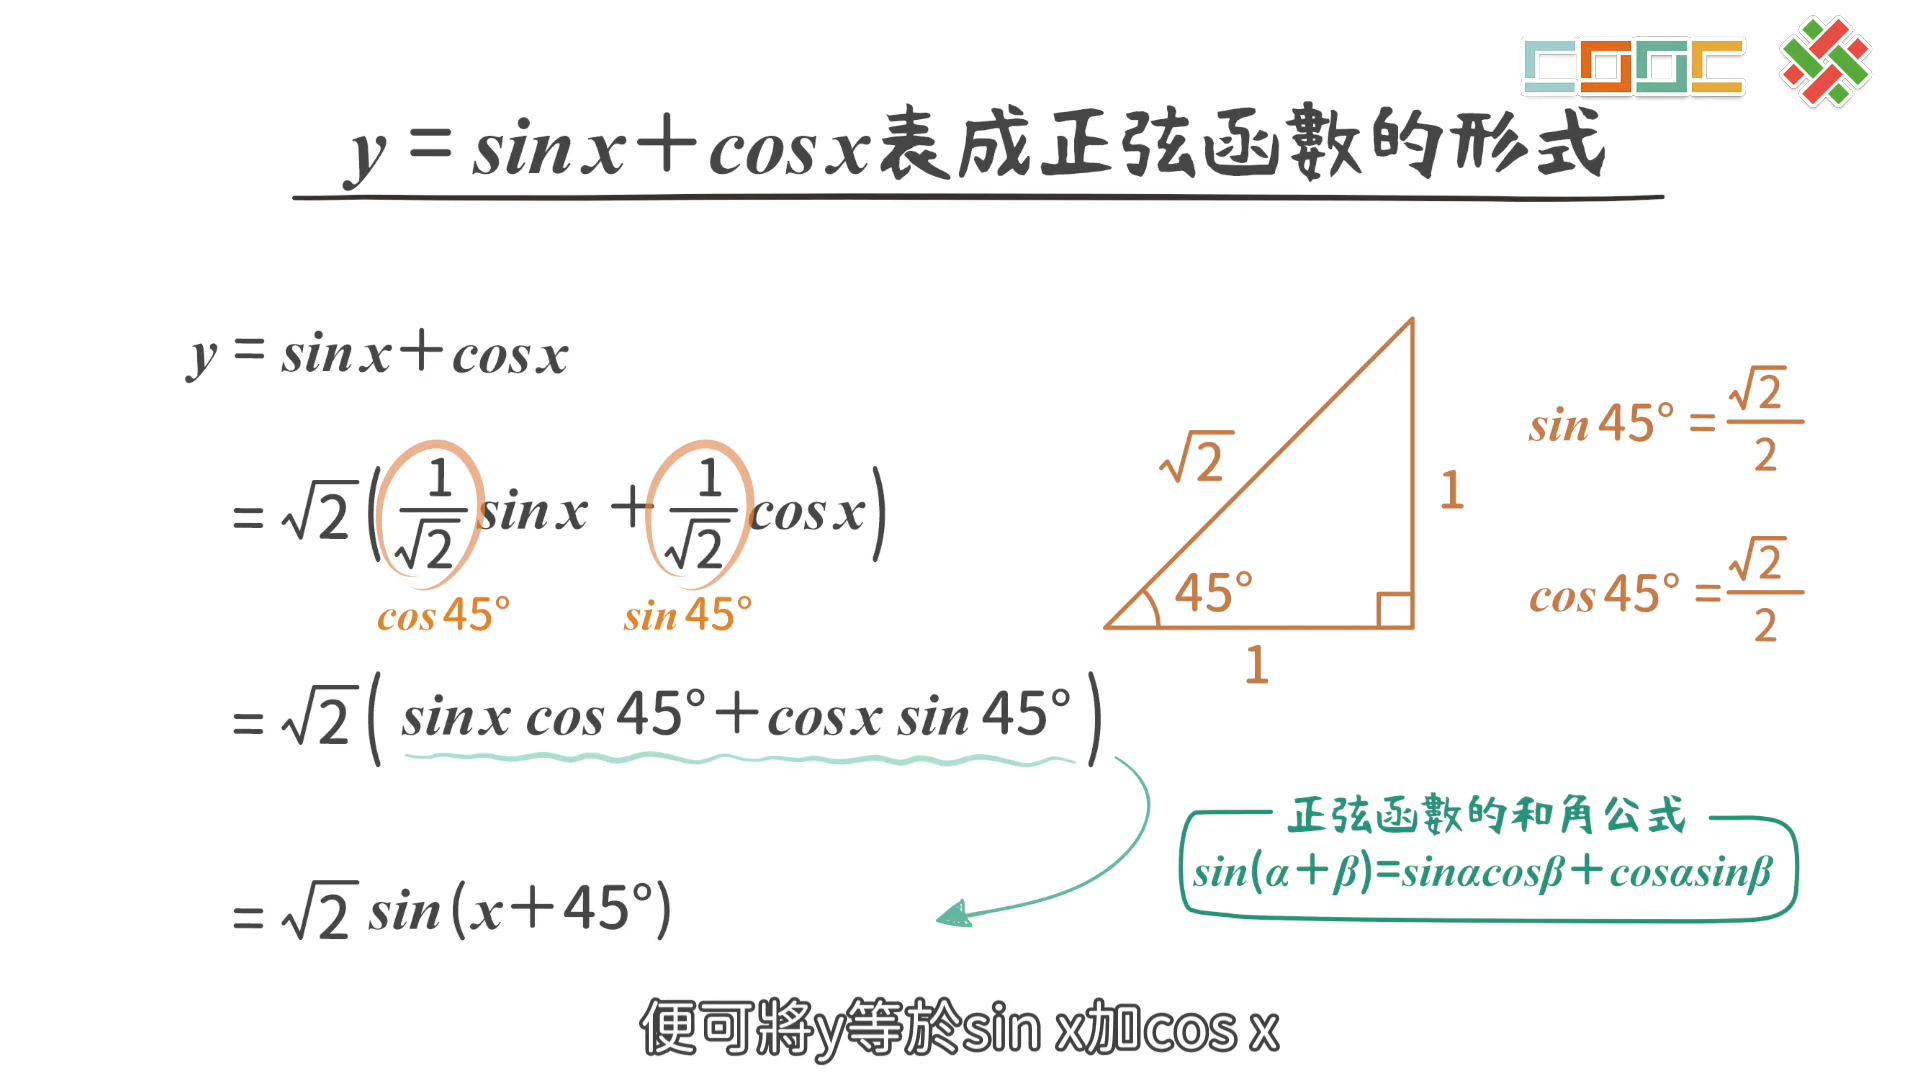 COOC
y = sin x + cos x 表成正弦函數的形式
y = sin x + cos x
= √2 ( 1/√2 sin x + 1/√2 cos x )
cos 45° sin 45°
= √2 ( sin x cos 45° + cos x sin 45° )
= √2 sin ( x + 45° )
√2
1
45°
1
sin 45° = √2/2
cos 45° = √2/2
正弦函數的和角公式
sin(α+β)=sinαcosβ+cosαsinβ
便可將y等於sin x加cos x